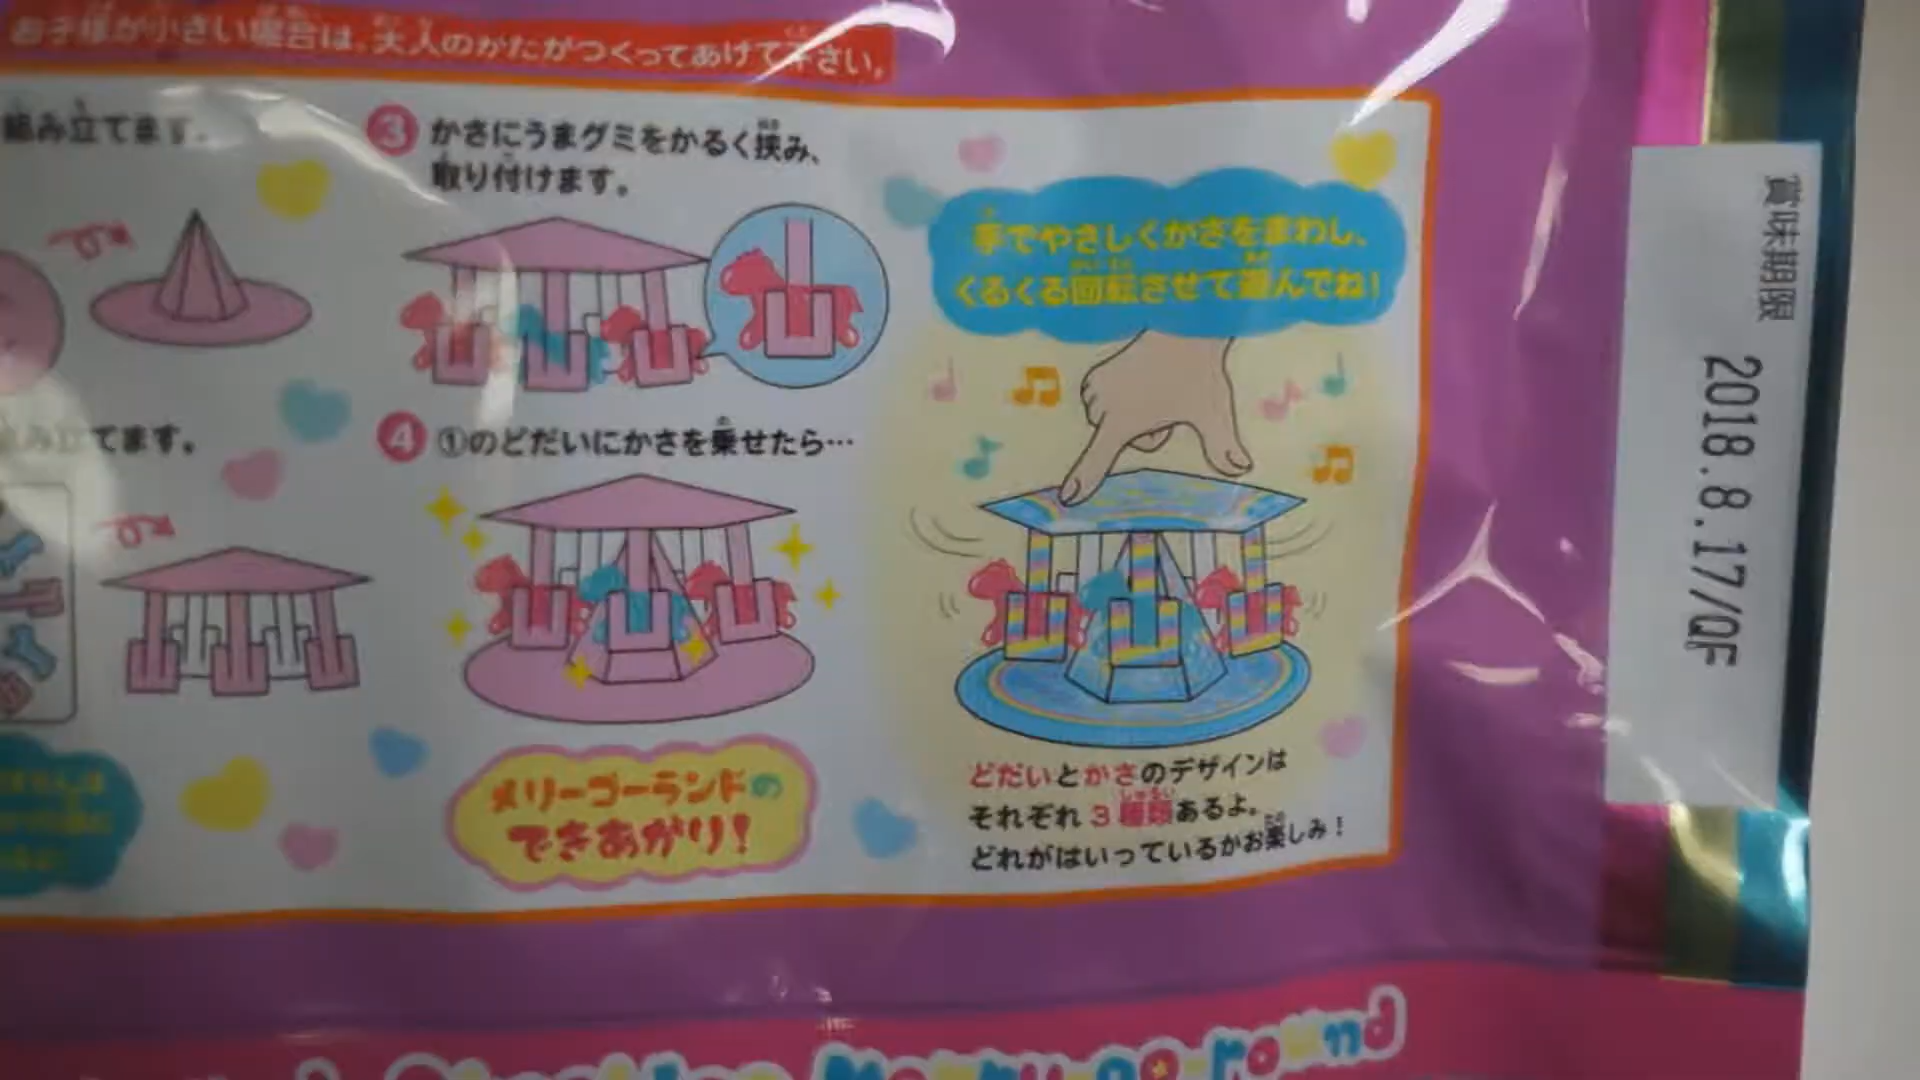 お子様が小さい場合は、大人のかたがつくってあげて下さい。
組み立てます。
3 かさにうまグミをかるく挟み、
取り付けます。
手でやさしくかさをまわし、
くるくる回転させて遊んでね!
てます。
4 ①のどだいにかさを乗せたら…
メリーゴーランドの
できあがり!
どだいとかさのデザインは
それぞれ3種類あるよ。
どれがはいっているかお楽しみ!
賞味期限
2018.8.17/QF
Merry-go-round